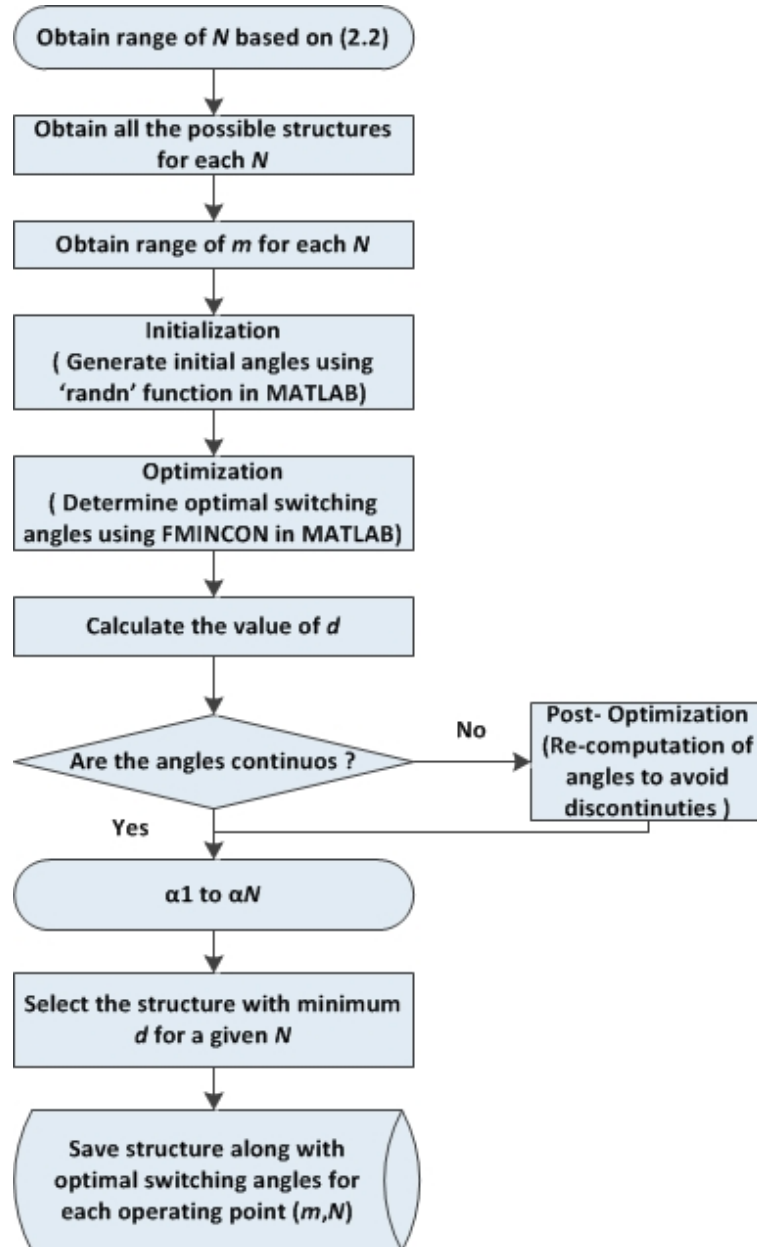 Obtain range of N based on (2.2)
Obtain all the possible structures
for each N
Obtain range of m for each N
Initialization
( Generate initial angles using
‘randn’ function in MATLAB)
Optimization
( Determine optimal switching
angles using FMINCON in MATLAB)
Calculate the value of d
Are the angles continuos ?
No
Post- Optimization
(Re-computation of
angles to avoid
discontinuties )
Yes
α1 to αN
Select the structure with minimum
d for a given N
Save structure along with
optimal switching angles for
each operating point (m,N)